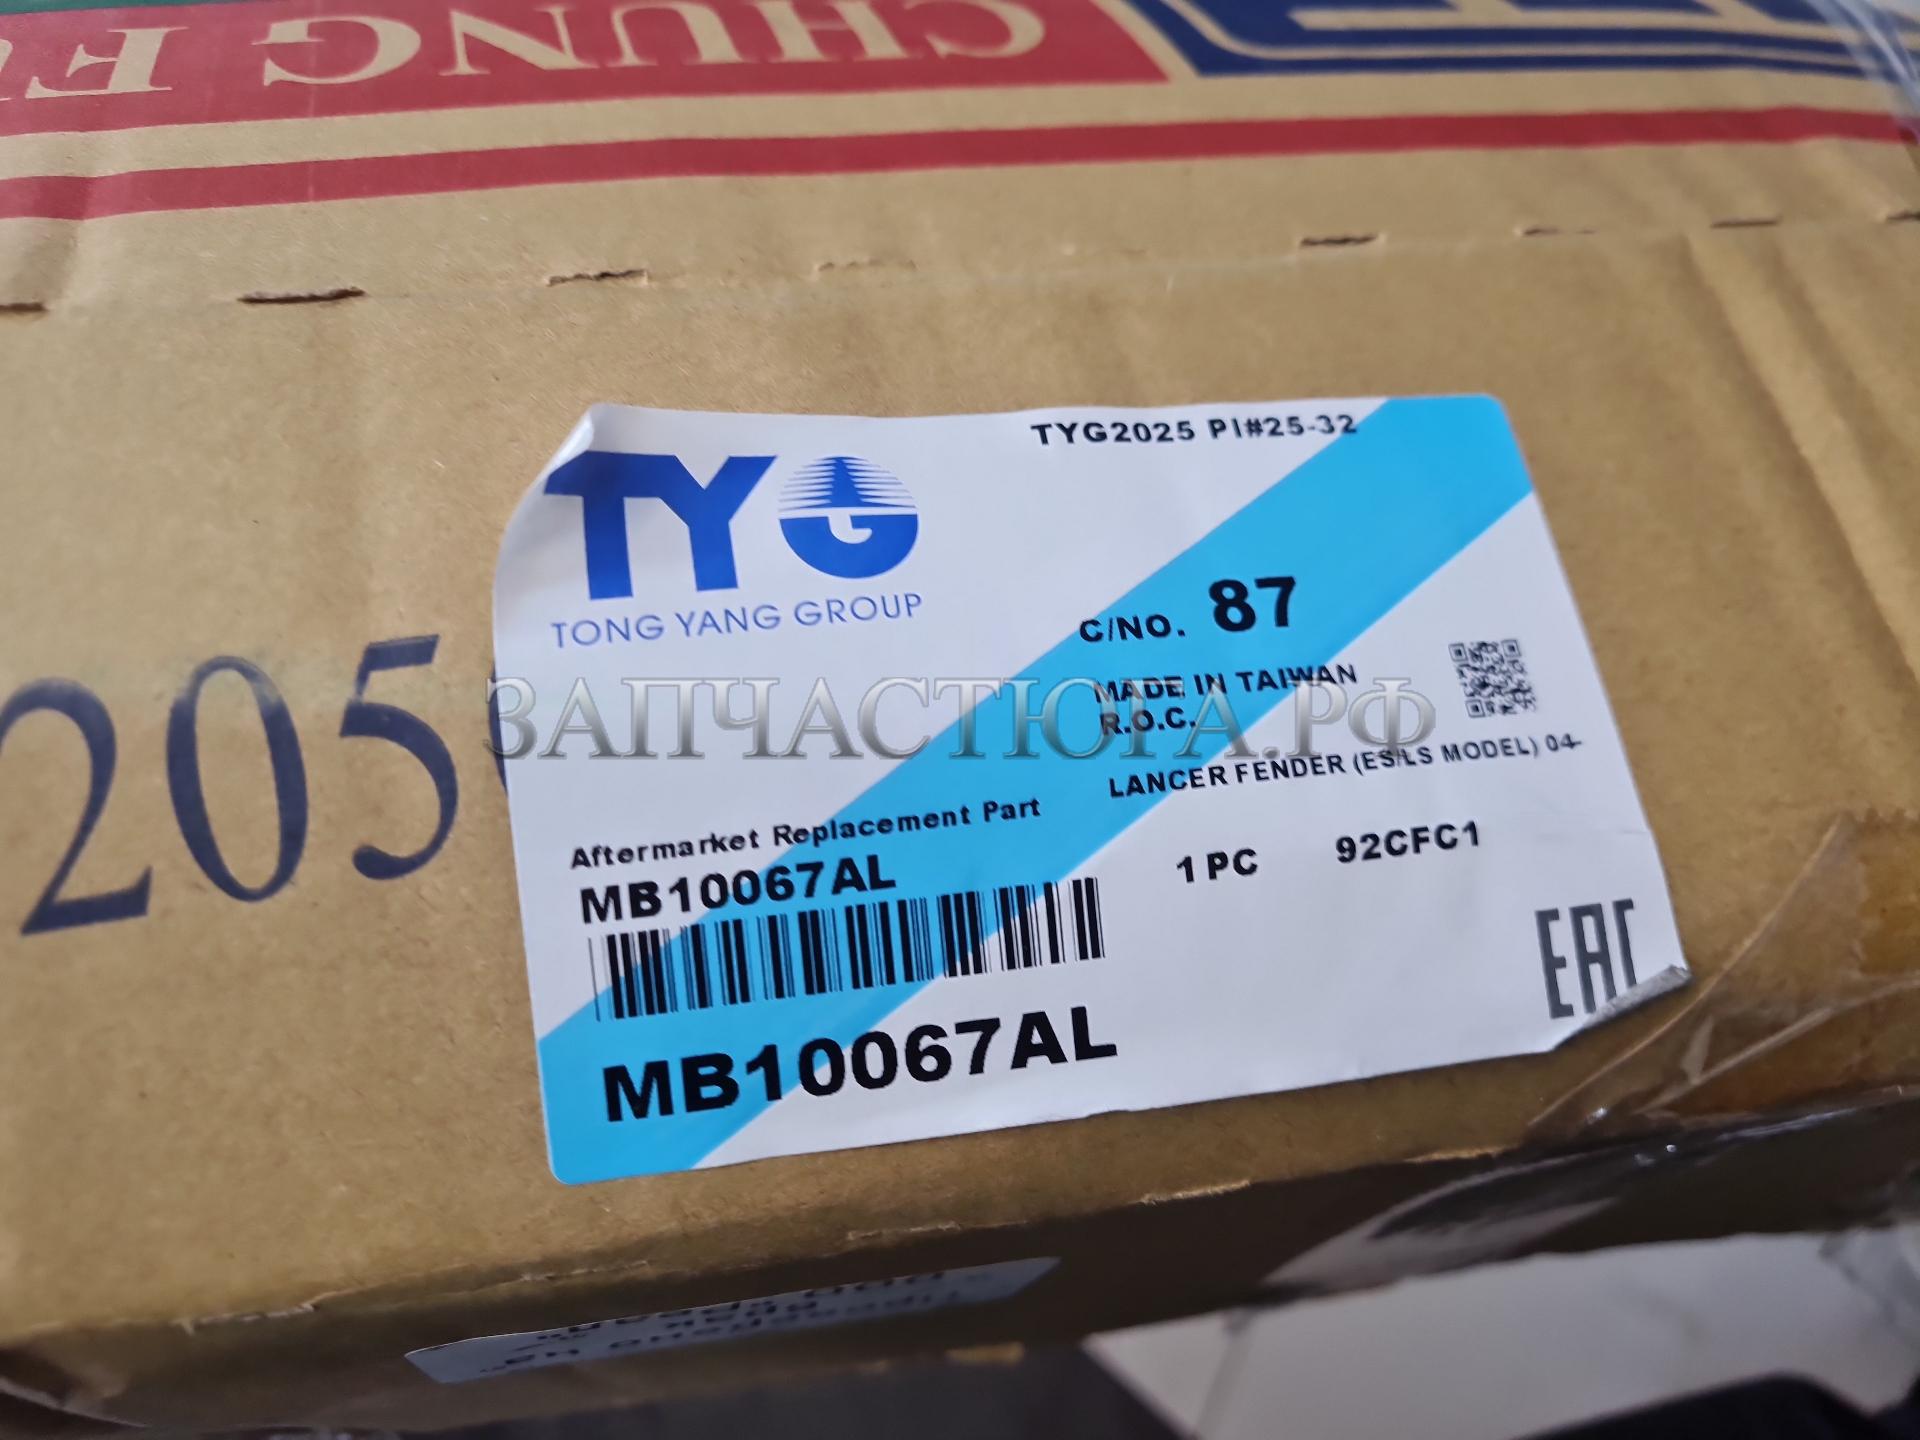 CHUNG F
205
TYG
TONG YANG GROUP
TYG2025 PI#25-32
C/NO. 87
MADE IN TAIWAN
R.O.C.
ЗАПЧАСТЮГА.РФ
LANCER FENDER (ES/LS MODEL) 04-
Aftermarket Replacement Part
MB10067AL
1 PC 92CFC1
EAC
MB10067AL